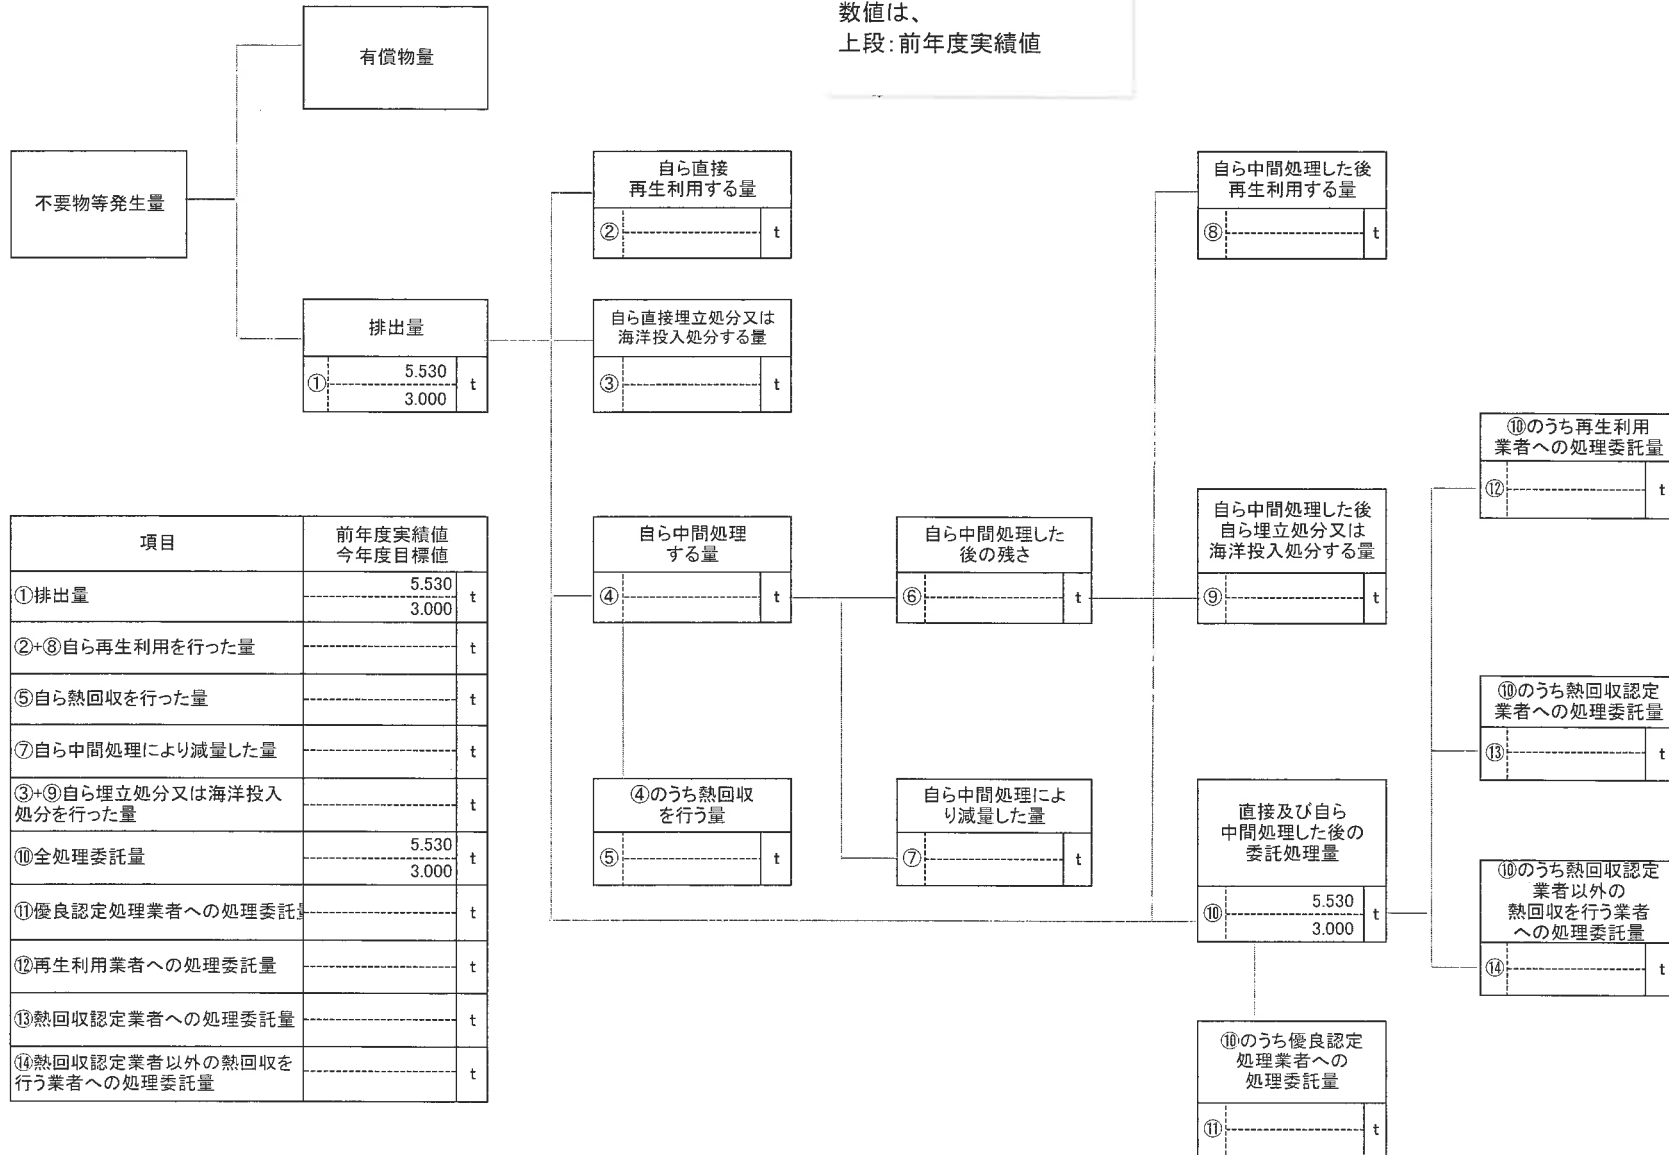 数値は、
上段:前年度実績値
有償物量
不要物等発生量
排出量
① 5.530 t
3.000
自ら直接
再生利用する量
② t
自ら直接埋立処分又は
海洋投入処分する量
③ t
自ら中間処理
する量
④ t
④のうち熱回収
を行う量
⑤ t
自ら中間処理した
後の残さ
⑥ t
自ら中間処理によ
り減量した量
⑦ t
自ら中間処理した後
再生利用する量
⑧ t
自ら中間処理した後
自ら埋立処分又は
海洋投入処分する量
⑨ t
直接及び自ら
中間処理した後の
委託処理量
⑩ 5.530 t
3.000
⑩のうち優良認定
処理業者への
処理委託量
⑪ t
⑩のうち再生利用
業者への処理委託量
⑫ t
⑩のうち熱回収認定
業者への処理委託量
⑬ t
⑩のうち熱回収認定
業者以外の
熱回収を行う業者
への処理委託量
⑭ t
項目 前年度実績値
今年度目標値
①排出量 5.530 t
3.000
②+⑧自ら再生利用を行った量 t
⑤自ら熱回収を行った量 t
⑦自ら中間処理により減量した量 t
③+⑨自ら埋立処分又は海洋投入
処分を行った量 t
⑩全処理委託量 5.530 t
3.000
⑪優良認定処理業者への処理委託 t
⑫再生利用業者への処理委託量 t
⑬熱回収認定業者への処理委託量 t
⑭熱回収認定業者以外の熱回収を
行う業者への処理委託量 t